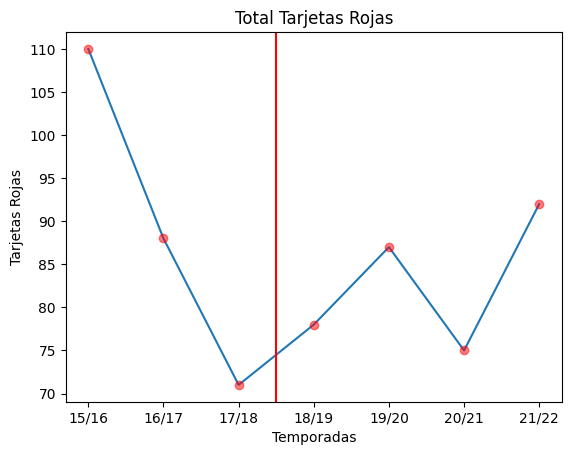 Total Tarjetas Rojas
110
105
100
95
90
85
80
75
70
Tarjetas Rojas
15/16 16/17 17/18 18/19 19/20 20/21 21/22
Temporadas